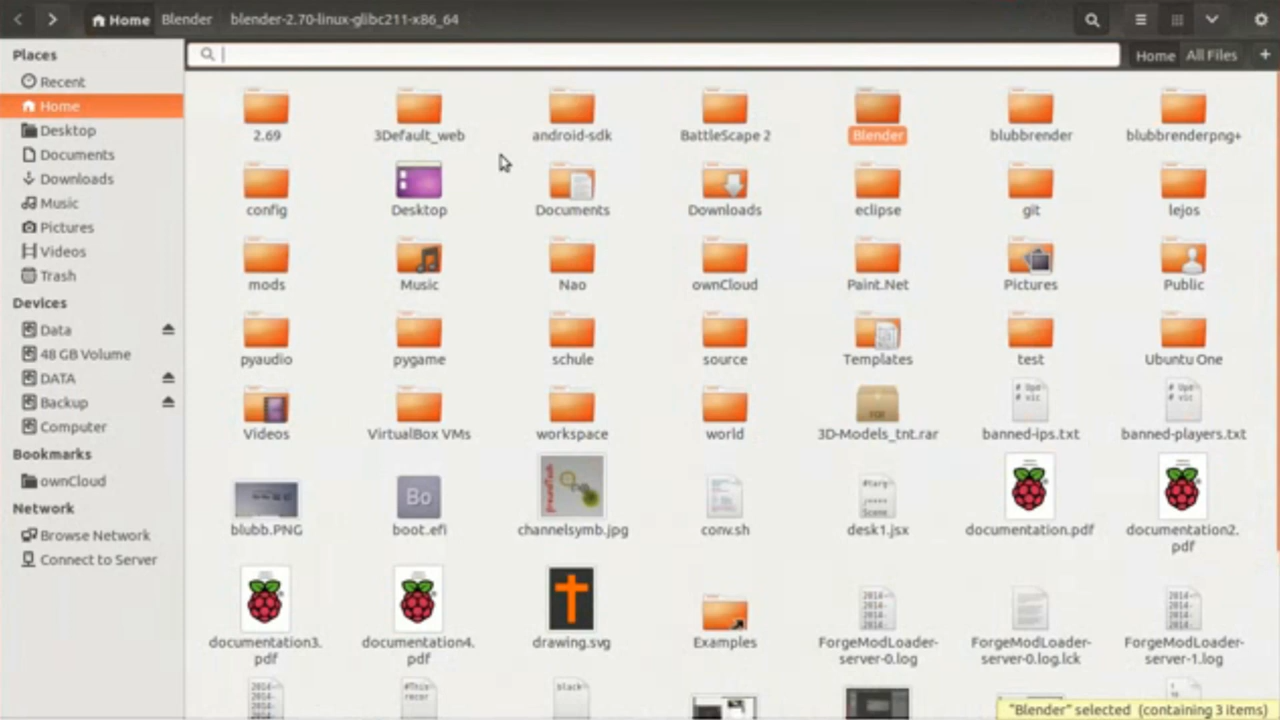 Home Blender blender-2.70-linux-glibc211-x86_64
Home All Files +
Places
Recent
Home
Desktop
Documents
Downloads
Music
Pictures
Videos
Trash
Devices
Data
48 GB Volume
DATA
Backup
Computer
Bookmarks
ownCloud
Network
Browse Network
Connect to Server
2.69 3Default_web android-sdk BattleScape 2 Blender blubbrender blubbrenderpng+
config Desktop Documents Downloads eclipse git lejos
mods Music Nao ownCloud Paint.Net Pictures Public
pyaudio pygame schule source Templates test Ubuntu One
Videos VirtualBox VMs workspace world 3D-Models_tnt.rar banned-ips.txt banned-players.txt
Bo
blubb.PNG boot.efi channelsymb.jpg conv.sh desk1.jsx documentation.pdf documentation2.
pdf
documentation3. documentation4. drawing.svg Examples ForgeModLoader- ForgeModLoader- ForgeModLoader-
pdf pdf server-0.log server-0.log.lck server-1.log
"Blender" selected (containing 3 items)